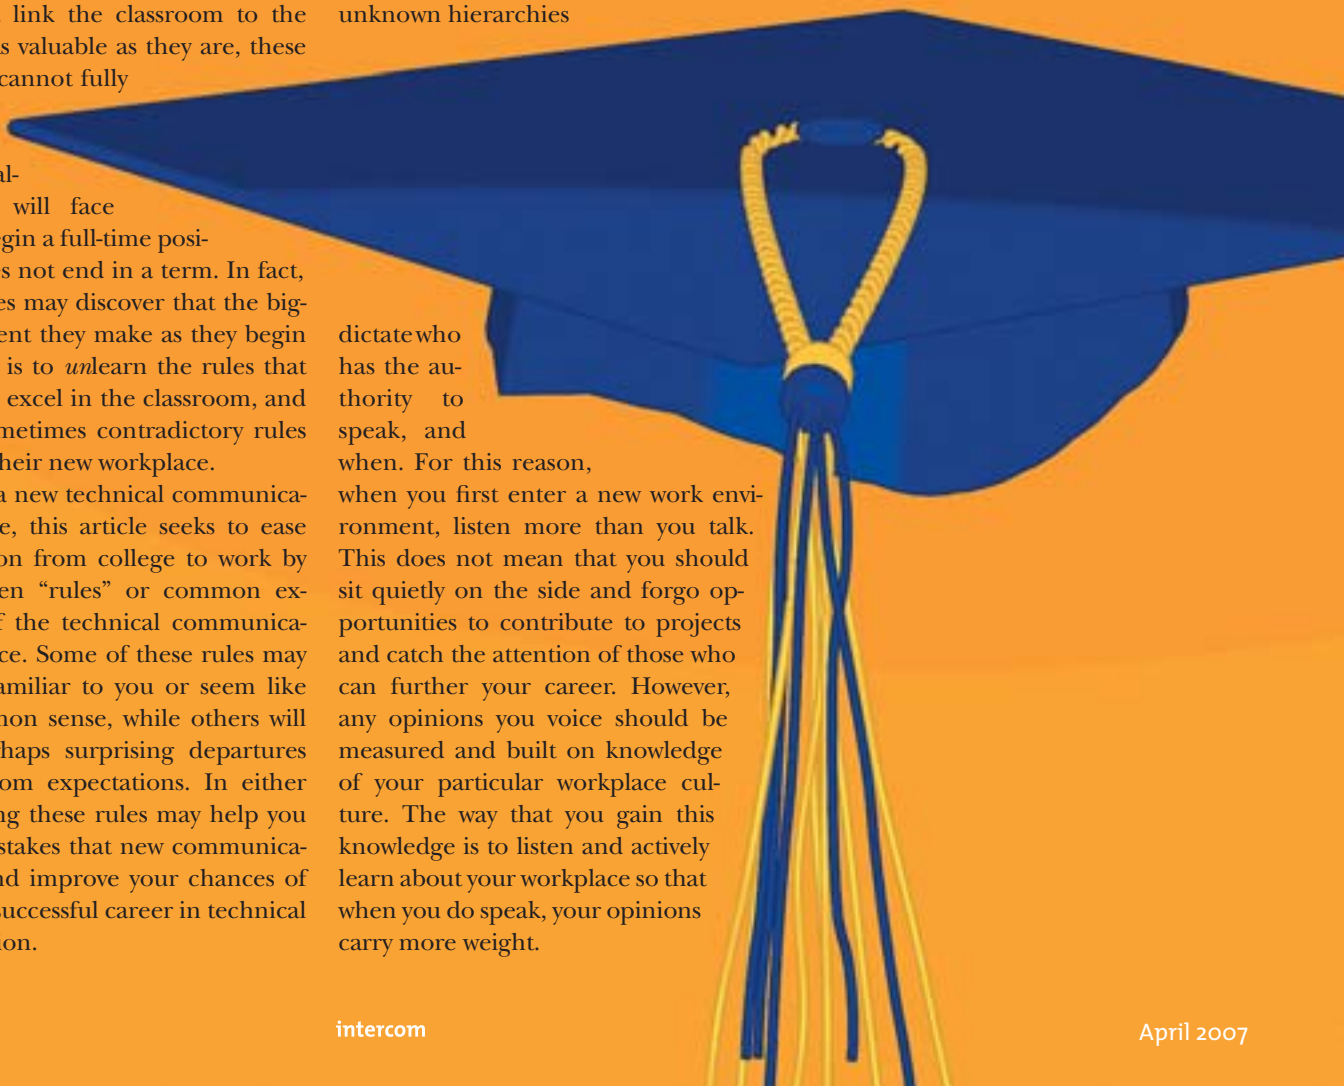 link the classroom to the
s valuable as they are, these
cannot fully
al-
will face
egin a full-time posi-
es not end in a term. In fact,
es may discover that the big-
ent they make as they begin
is to unlearn the rules that
excel in the classroom, and
metimes contradictory rules
heir new workplace.
a new technical communica-
e, this article seeks to ease
on from college to work by
en “rules” or common ex-
f the technical communica-
ce. Some of these rules may
amiliar to you or seem like
mon sense, while others will
haps surprising departures
om expectations. In either
ng these rules may help you
stakes that new communica-
nd improve your chances of
successful career in technical
ion.
unknown hierarchies
dictate who
has the au-
thority to
speak, and
when. For this reason,
when you first enter a new work envi-
ronment, listen more than you talk.
This does not mean that you should
sit quietly on the side and forgo op-
portunities to contribute to projects
and catch the attention of those who
can further your career. However,
any opinions you voice should be
measured and built on knowledge
of your particular workplace cul-
ture. The way that you gain this
knowledge is to listen and actively
learn about your workplace so that
when you do speak, your opinions
carry more weight.
intercom
April 2007